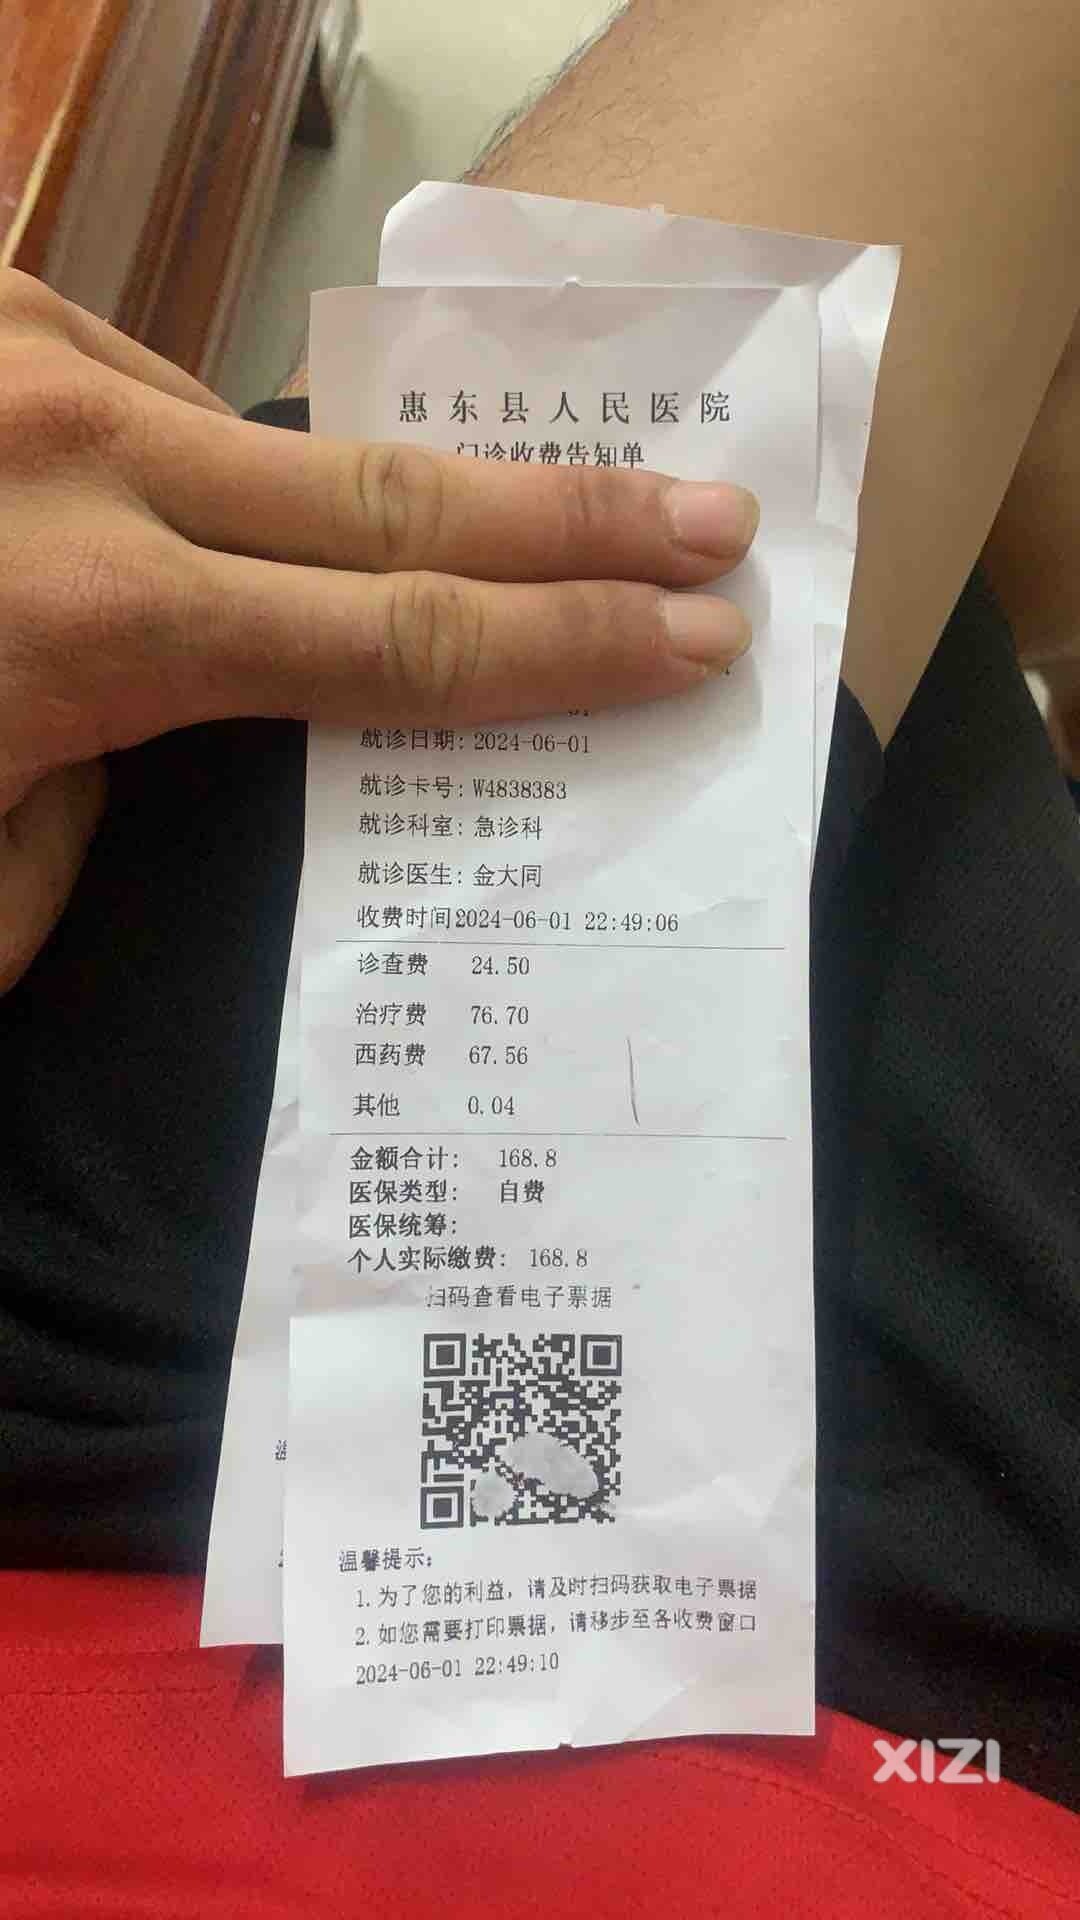 惠东县人民医院
门诊收费告知单
就诊日期: 2024-06-01
就诊卡号: W4838383
就诊科室: 急诊科
就诊医生: 金大同
收费时间2024-06-01 22:49:06
诊查费 24.50
治疗费 76.70
西药费 67.56
其他 0.04
金额合计: 168.8
医保类型: 自费
医保统筹:
个人实际缴费: 168.8
扫码查看电子票据
温馨提示:
1. 为了您的利益, 请及时扫码获取电子票据
2. 如您需要打印票据, 请移步至各收费窗口
2024-06-01 22:49:10
XIZI